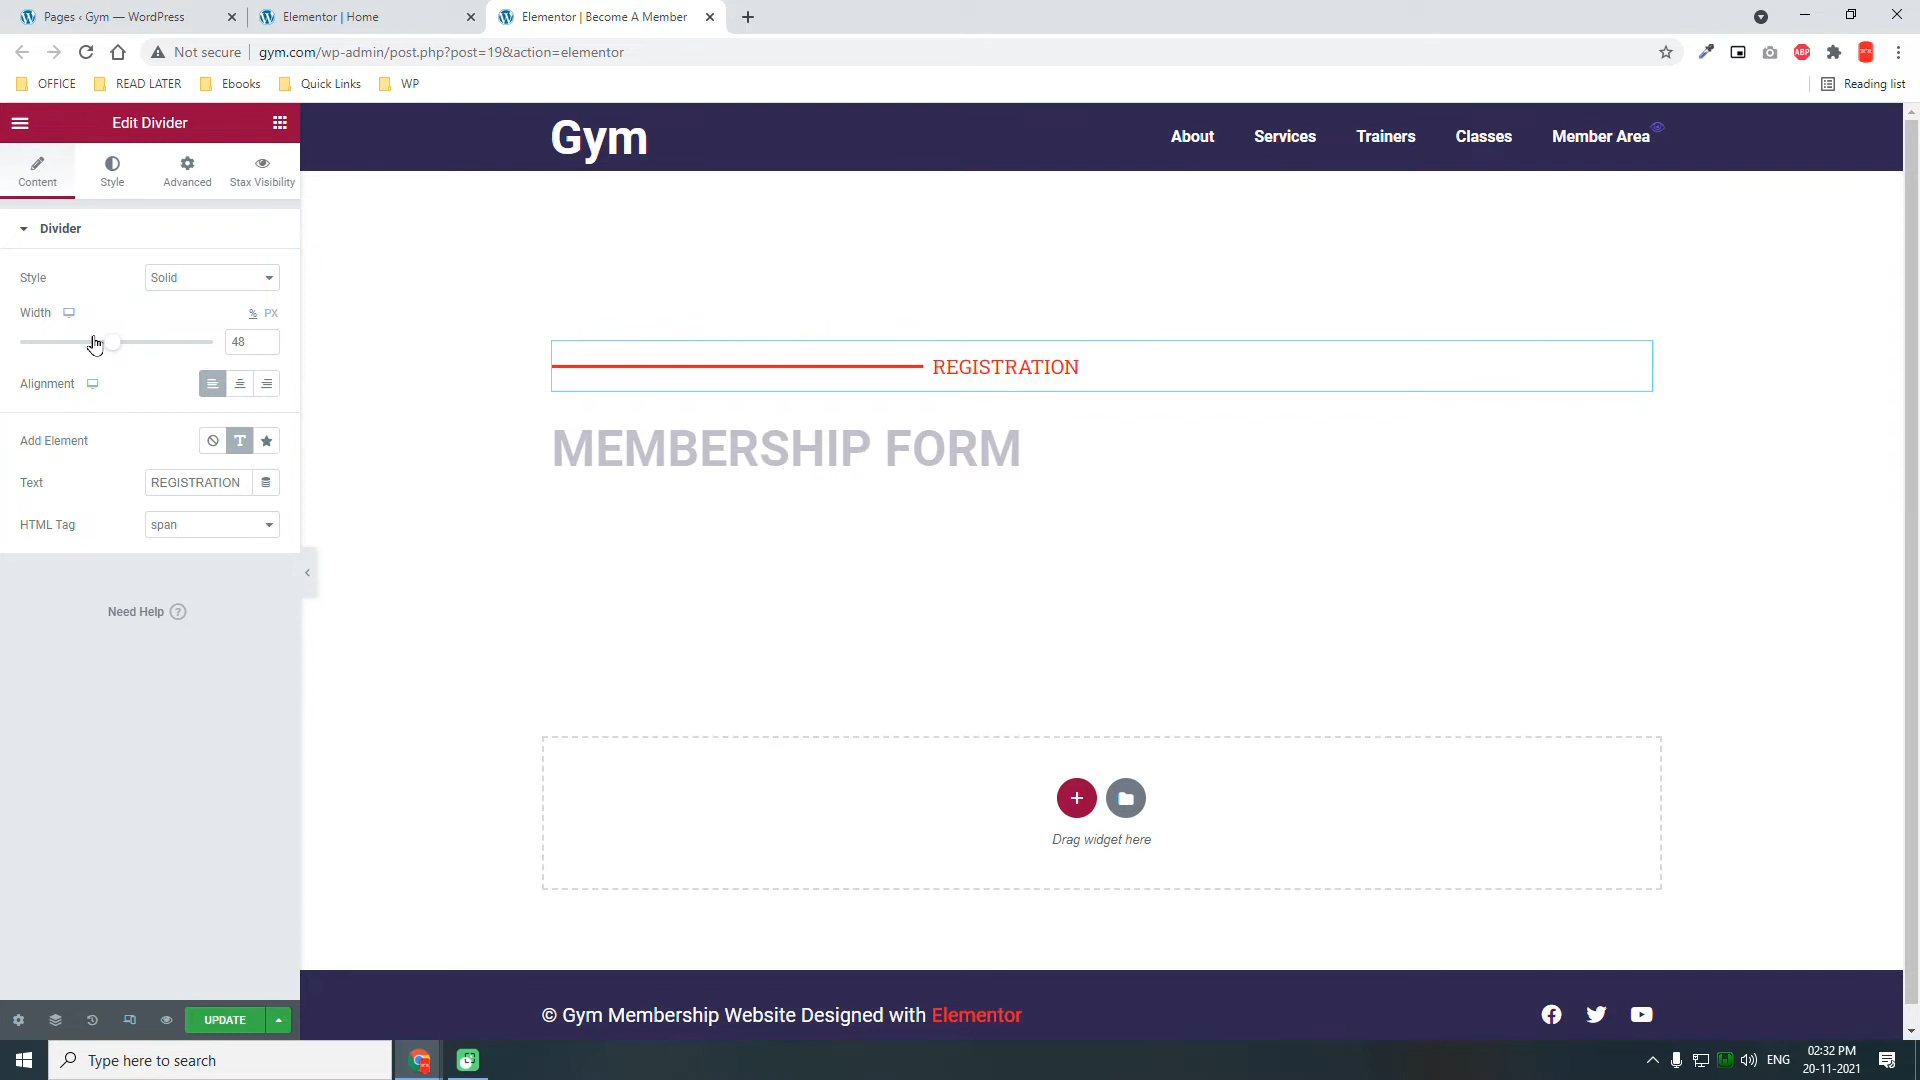 Pages ‹ Gym — WordPress
Elementor | Home
Elementor | Become A Member
Not secure
gym.com/wp-admin/post.php?post=19&action=elementor
ABP
OFFICE
READ LATER
Ebooks
Quick Links
WP
Reading list
Edit Divider
Content
Style
Advanced
Stax Visibility
Gym
About
Services
Trainers
Classes
Member Area
Divider
Style
Solid
Width
% PX
48
Alignment
REGISTRATION
Add Element
MEMBERSHIP FORM
Text
REGISTRATION
HTML Tag
span
Need Help ?
Drag widget here
UPDATE
© Gym Membership Website Designed with Elementor
Type here to search
ENG
02:32 PM
20-11-2021